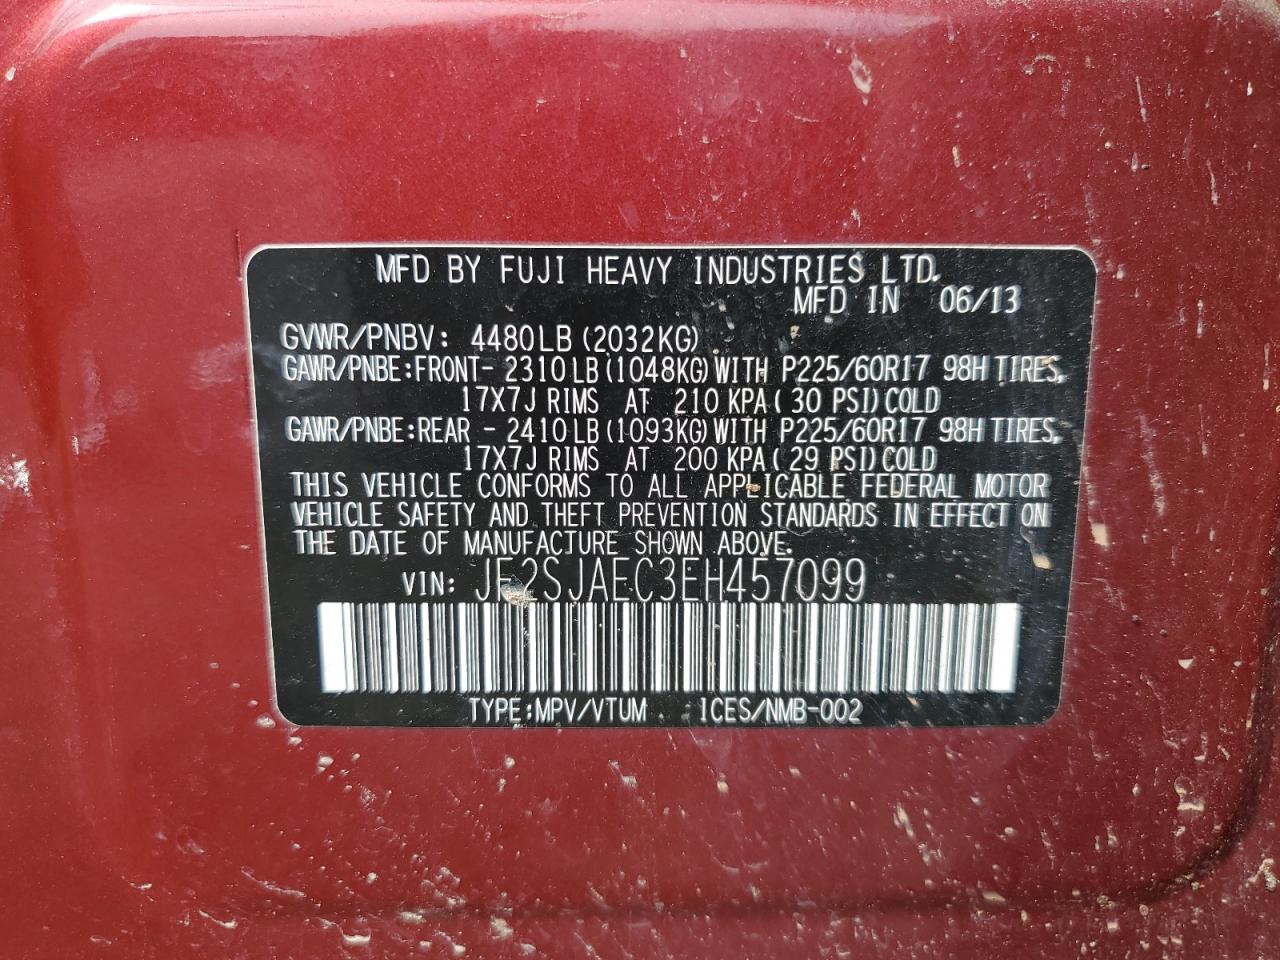 MFD BY FUJI HEAVY INDUSTRIES LTD.
MFD IN 06/13
GVWR/PNBV: 4480LB (2032KG)
GAWR/PNBE:FRONT- 2310LB (1048KG) WITH P225/60R17 98H TIRES,
17X7J RIMS AT 210 KPA (30 PSI) COLD
GAWR/PNBE:REAR - 2410LB (1093KG) WITH P225/60R17 98H TIRES,
17X7J RIMS AT 200 KPA (29 PSI) COLD
THIS VEHICLE CONFORMS TO ALL APPLICABLE FEDERAL MOTOR
VEHICLE SAFETY AND THEFT PREVENTION STANDARDS IN EFFECT ON
THE DATE OF MANUFACTURE SHOWN ABOVE.
VIN: JF2SJAEC3EH457099
TYPE:MPV/VTUM ICES/NMB-002